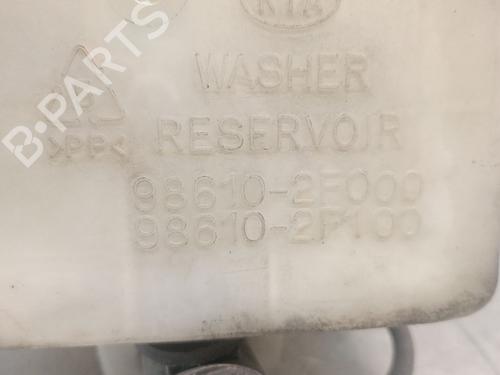 KIA
B-PARTS
WASHER
>PP<
RESERVOIR
98610-2F000
98610-2F100